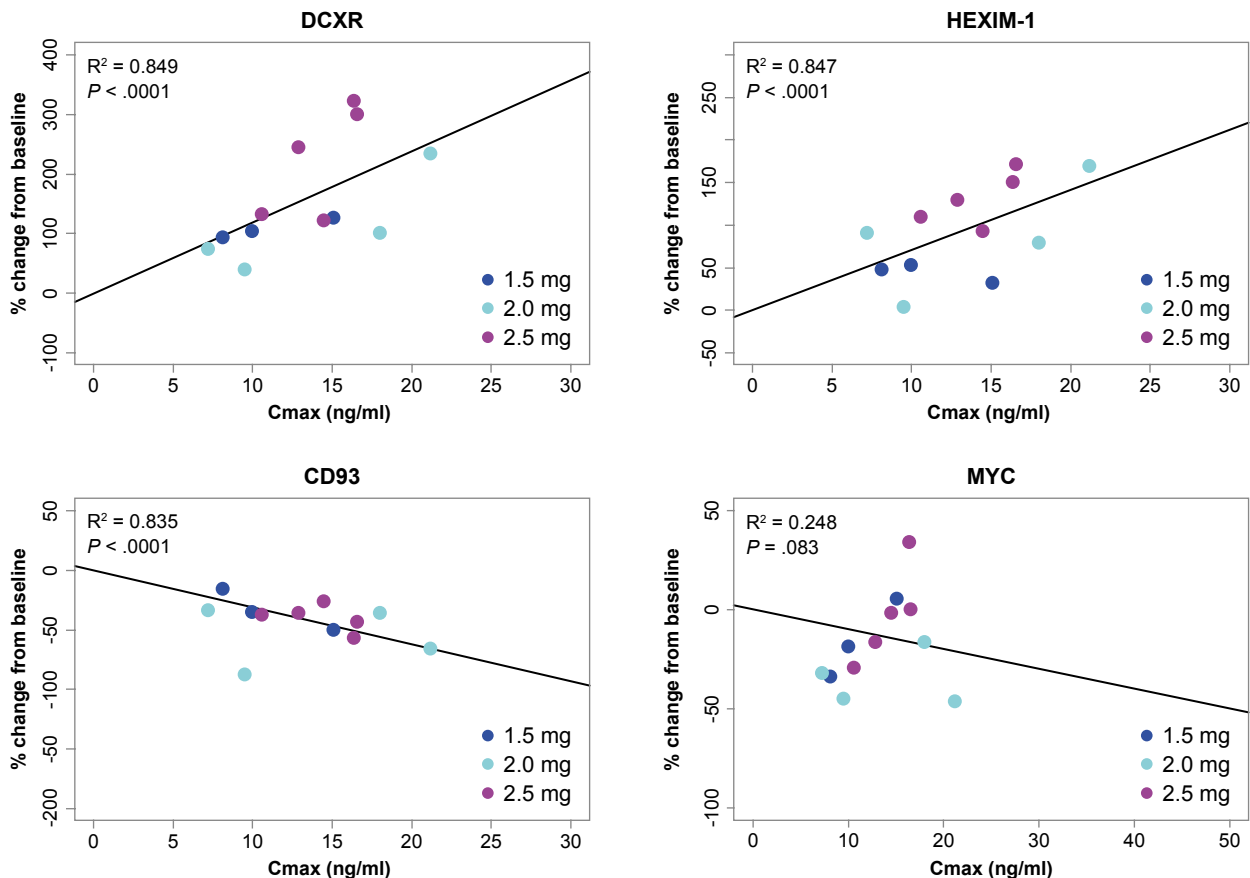 DCXR
R² = 0.849
P < .0001
% change from baseline
400
300
200
100
0
-100
1.5 mg
2.0 mg
2.5 mg
0 5 10 15 20 25 30
Cmax (ng/ml)
HEXIM-1
R² = 0.847
P < .0001
% change from baseline
250
150
50
0
-50
1.5 mg
2.0 mg
2.5 mg
0 5 10 15 20 25 30
Cmax (ng/ml)
CD93
R² = 0.835
P < .0001
% change from baseline
50
0
-50
-100
-50
-200
1.5 mg
2.0 mg
2.5 mg
0 5 10 15 20 25 30
Cmax (ng/ml)
MYC
R² = 0.248
P = .083
% change from baseline
50
0
-50
-100
1.5 mg
2.0 mg
2.5 mg
0 10 20 30 40 50
Cmax (ng/ml)